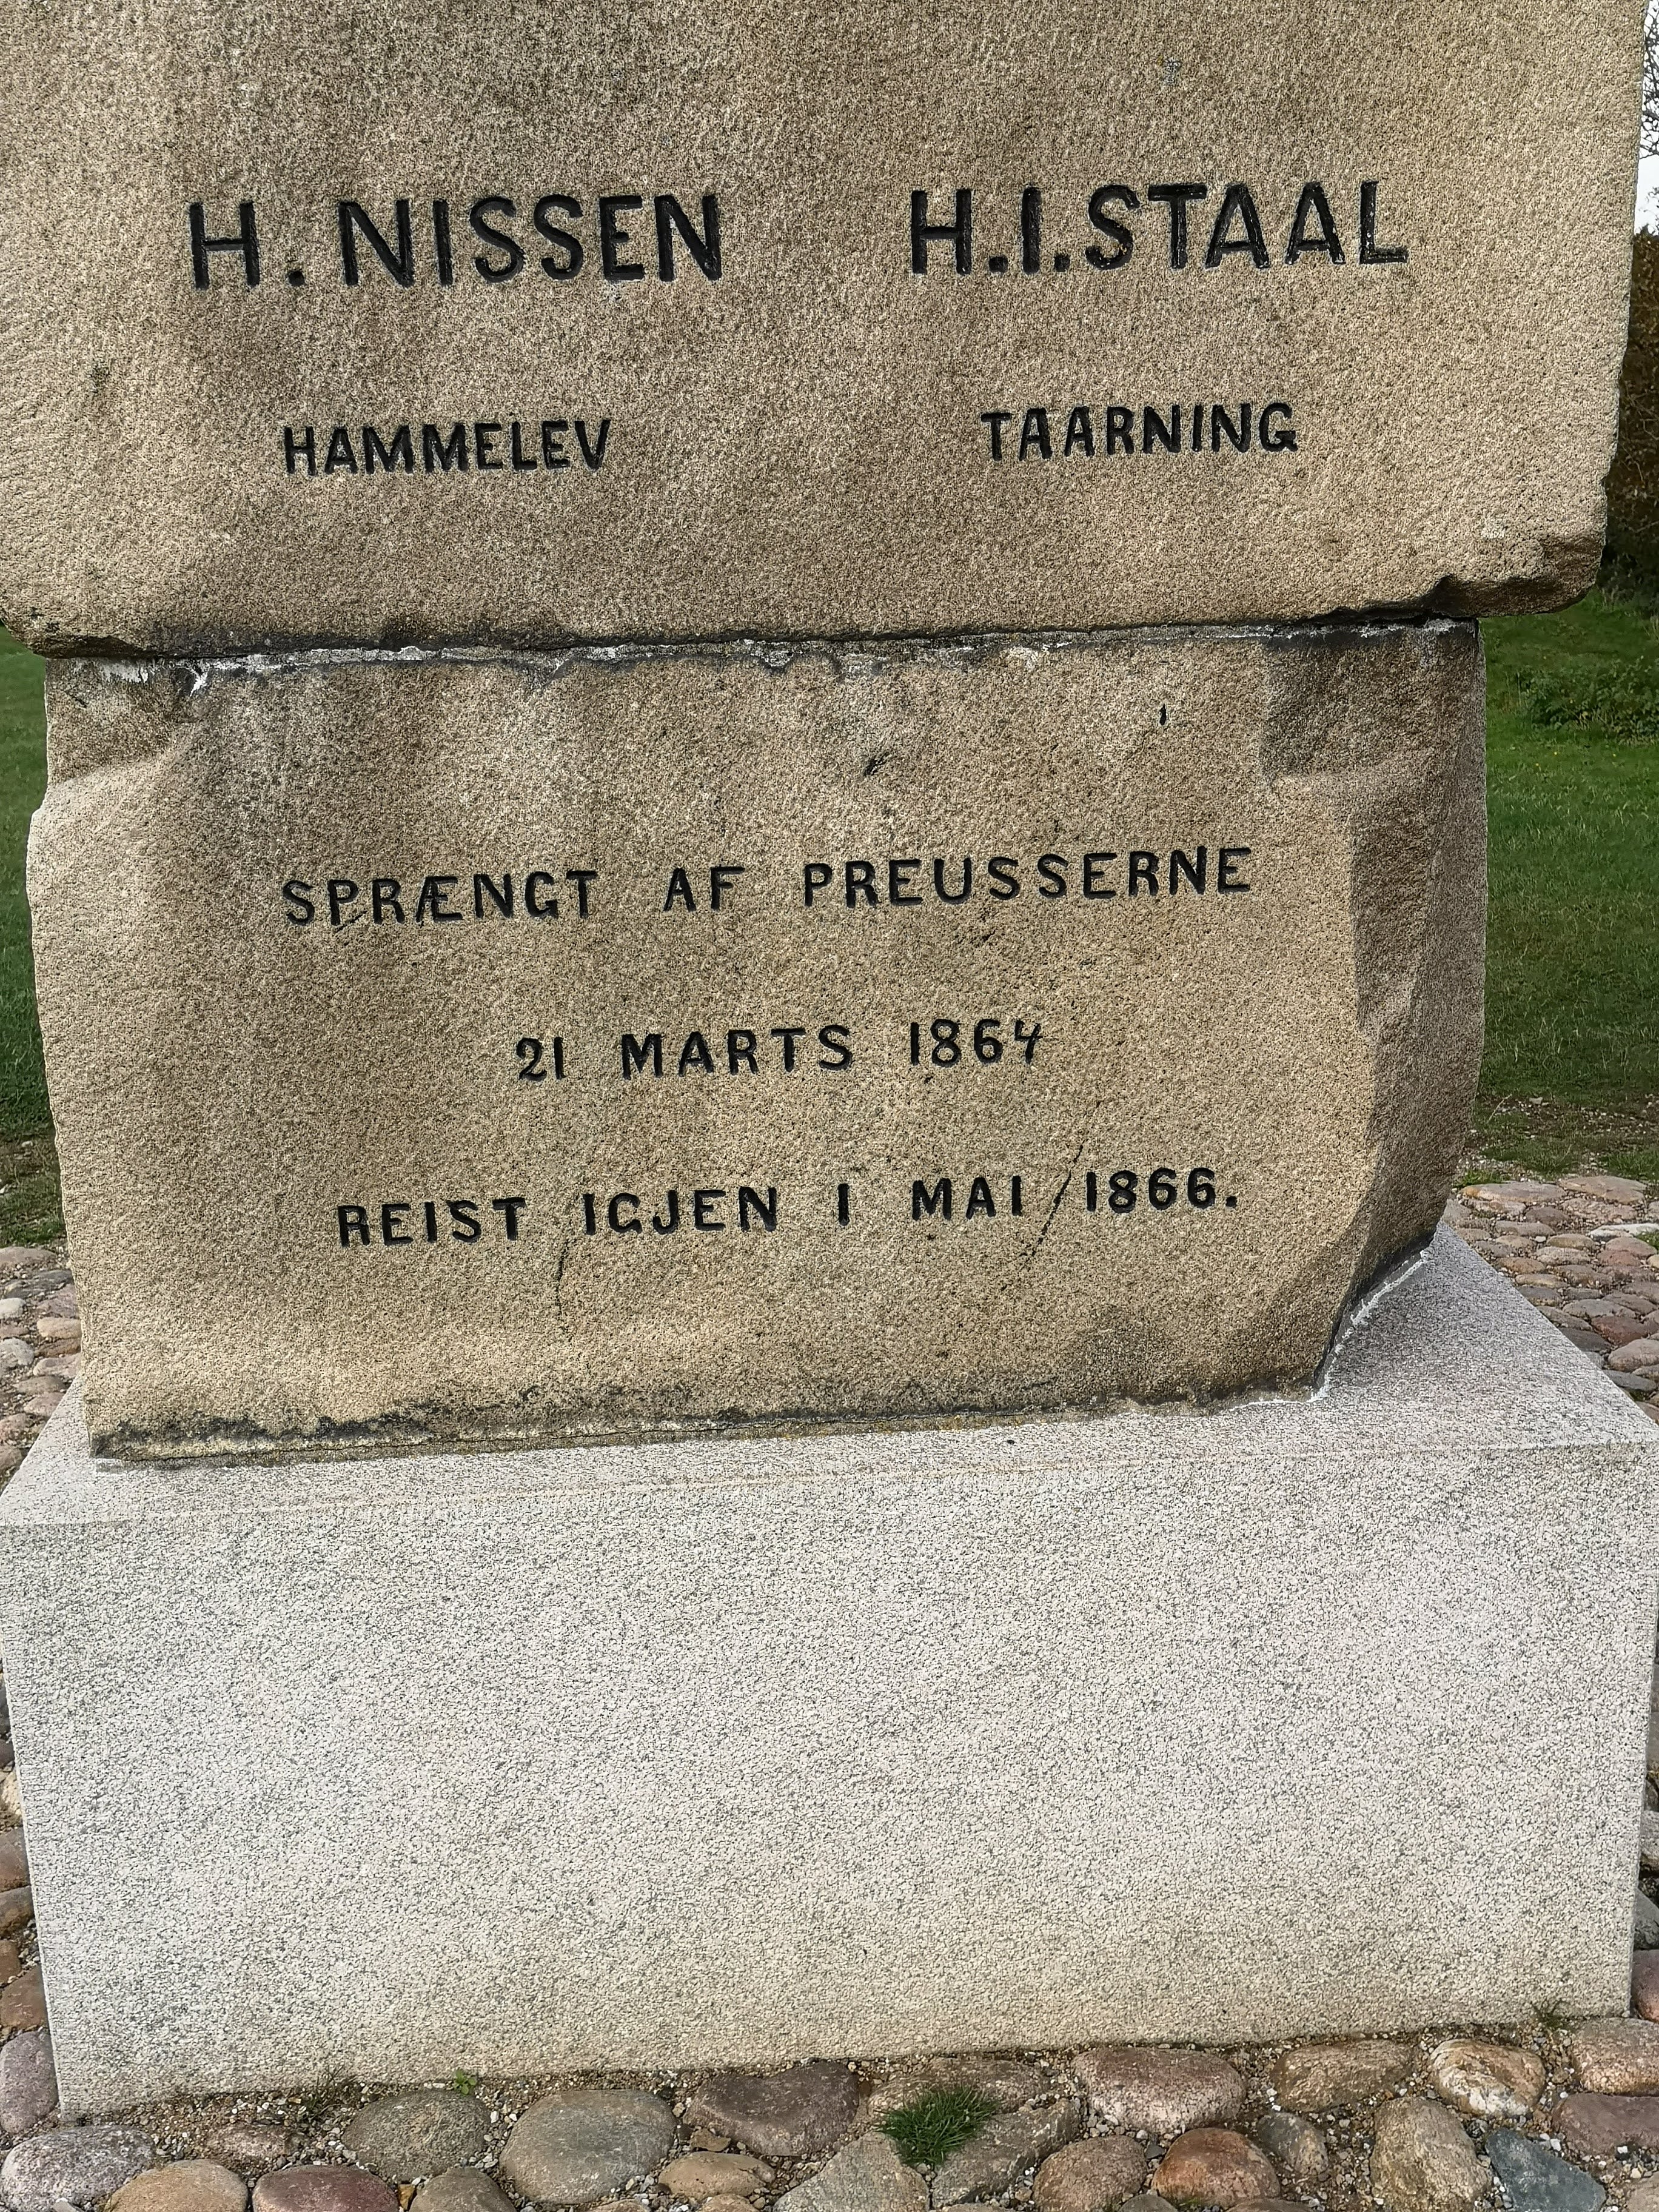 H. NISSEN H.I.STAAL
HAMMELEV TAARNING
SPRÆNGT AF PREUSSERNE
21 MARTS 1864
REIST IGJEN I MAI 1866.